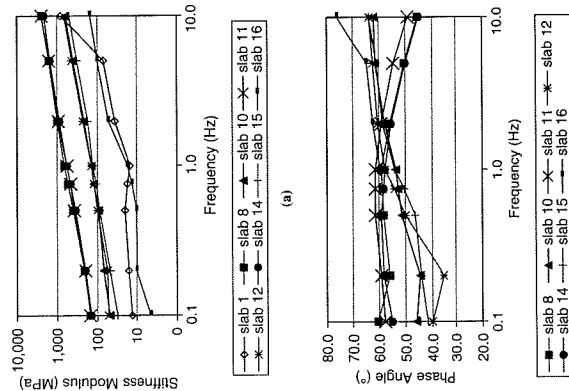 10,000
1,000
100
10
0
Stiffness Modulus (MPa)
0.1 1.0 10.0
Frequency (Hz)
slab 1 slab 8 slab 10 slab 11
slab 12 slab 14 slab 15 slab 16
(a)
80.0
70.0
60.0
50.0
40.0
30.0
20.0
Phase Angle (°)
0.1 1.0 10.0
Frequency (Hz)
slab 8 slab 10 slab 11 slab 12
slab 14 slab 15 slab 16